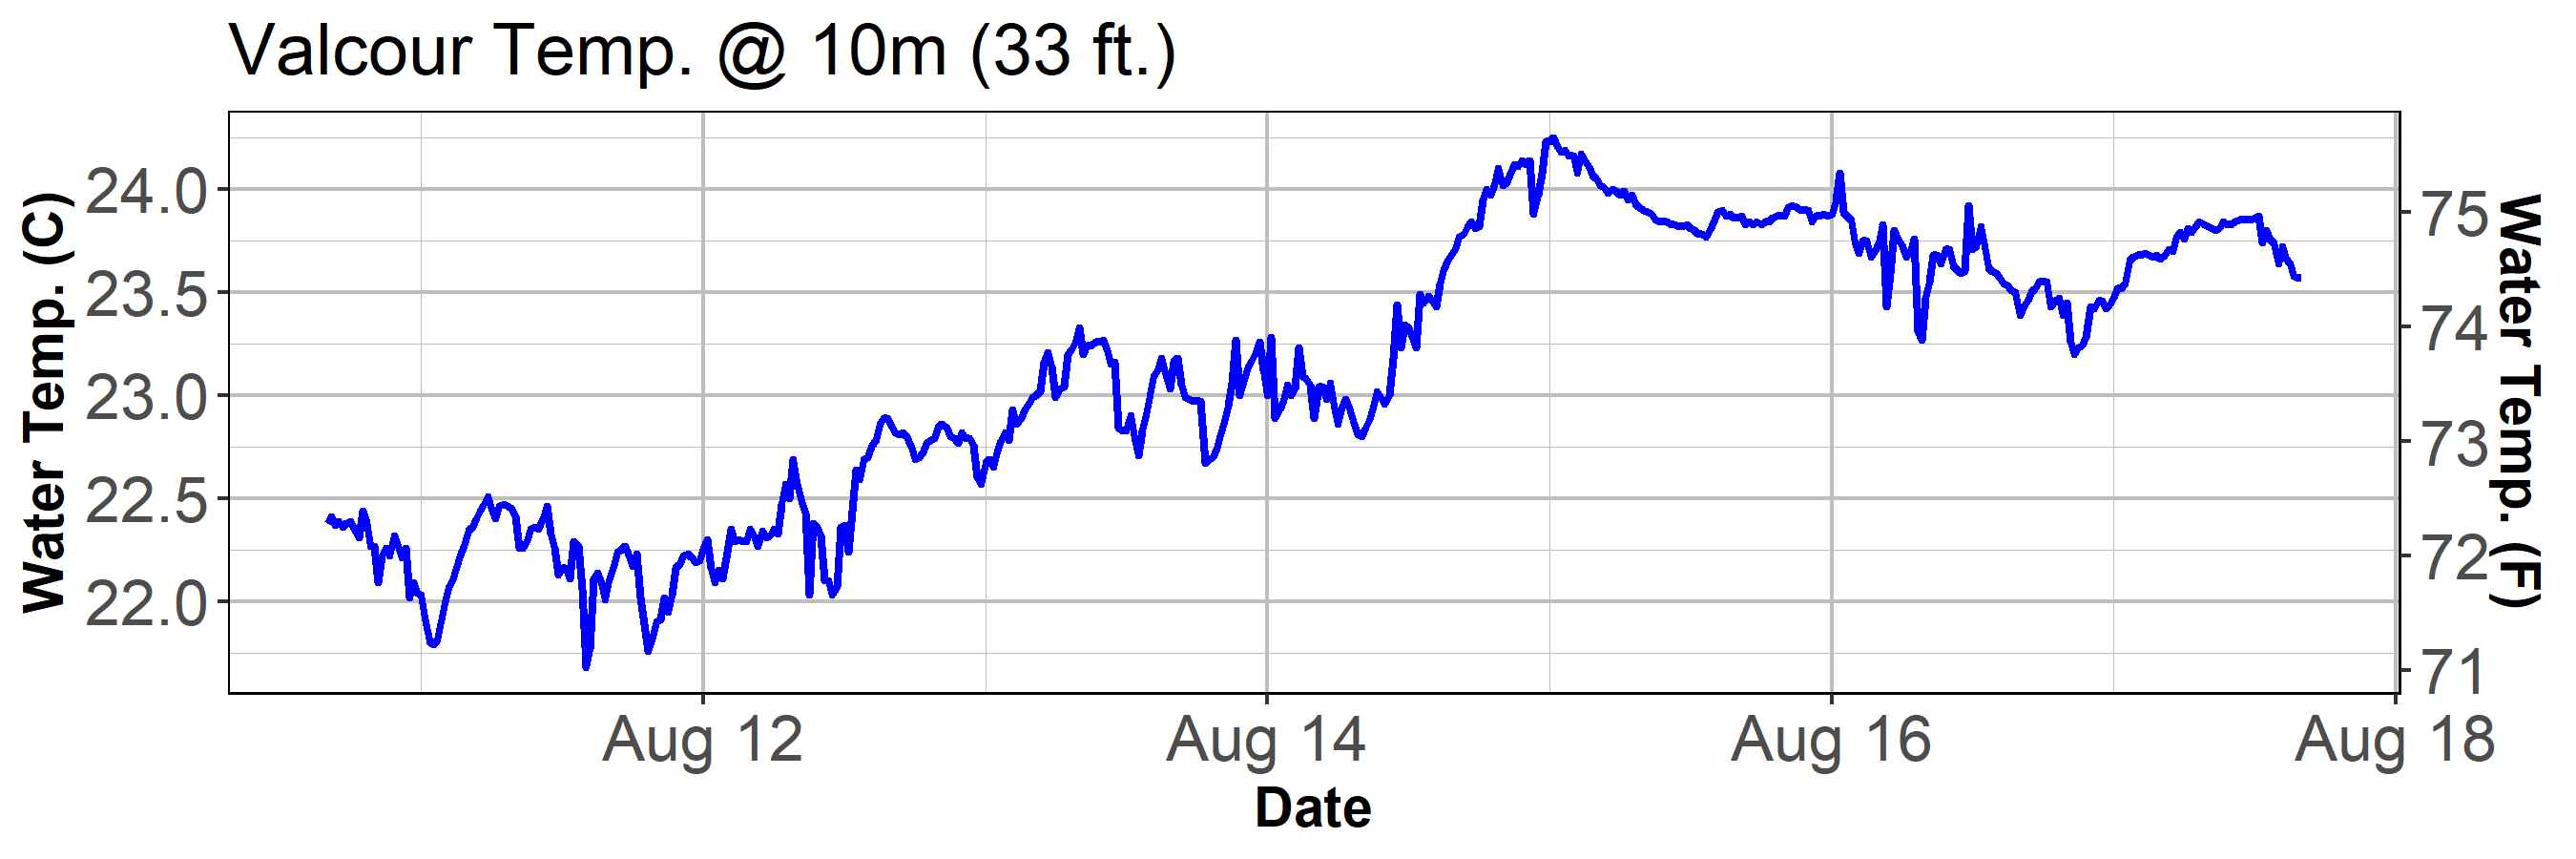 Valcour Temp. @ 10m (33 ft.)
Water Temp. (C)
24.0
23.5
23.0
22.5
22.0
75
74
73
72
71
Water Temp. (F)
Aug 12
Aug 14
Aug 16
Aug 18
Date